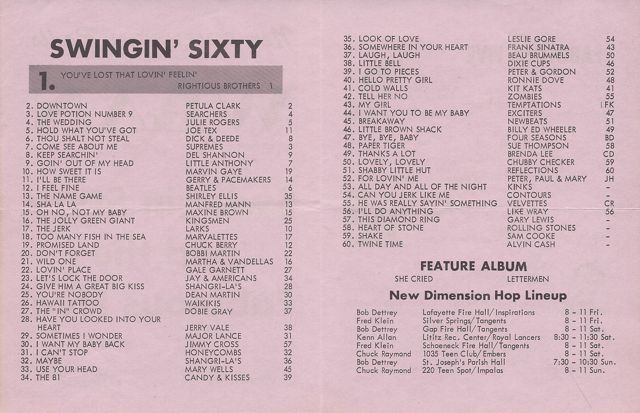 SWINGIN' SIXTY
1. YOU'VE LOST THAT LOVIN' FEELIN'
RIGHTIOUS BROTHERS 1
2. DOWNTOWN PETULA CLARK 2
3. LOVE POTION NUMBER 9 SEARCHERS 4
4. THE WEDDING JULIE ROGERS 5
5. HOLD WHAT YOU'VE GOT JOE TEX 11
6. THOU SHALT NOT STEAL DICK & DEEDE 8
7. COME SEE ABOUT ME SUPREMES 3
8. KEEP SEARCHIN' DEL SHANNON 9
9. GOIN' OUT OF MY HEAD LITTLE ANTHONY 7
10. HOW SWEET IT IS MARVIN GAYE 19
11. I'LL BE THERE GERRY & PACEMAKERS 14
12. I FEEL FINE BEATLES 6
13. THE NAME GAME SHIRLEY ELLIS 35
14. SHA LA LA MANFRED MANN 13
15. OH NO, NOT MY BABY MAXINE BROWN 15
16. THE JOLLY GREEN GIANT KINGSMEN 25
17. THE JERK LARKS 10
18. TOO MANY FISH IN THE SEA MARVALETTES 17
19. PROMISED LAND CHUCK BERRY 12
20. DON'T FORGET BOBBI MARTIN 22
21. WILD ONE MARTHA & VANDELLAS 16
22. LOVIN' PLACE GALE GARNETT 27
23. LET'S LOCK THE DOOR JAY & AMERICANS 34
24. GIVE HIM A GREAT BIG KISS SHANGRI-LA'S 28
25. YOU'RE NOBODY DEAN MARTIN 30
26. HAWAII TATTOO WAIKIKIS 33
27. THE "IN" CROWD DOBIE GRAY 37
28. HAVE YOU LOOKED INTO YOUR
HEART JERRY VALE 38
29. SOMETIMES I WONDER MAJOR LANCE 31
30. I WANT MY BABY BACK JIMMY CROSS 57
31. I CAN'T STOP HONEYCOMBS 32
32. MAYBE SHANGRI-LA'S 36
33. USE YOUR HEAD MARY WELLS 45
34. THE 81 CANDY & KISSES 39
35. LOOK OF LOVE LESLIE GORE 54
36. SOMEWHERE IN YOUR HEART FRANK SINATRA 43
37. LAUGH, LAUGH BEAU BRUMMELS 50
38. LITTLE BELL DIXIE CUPS 46
39. I GO TO PIECES PETER & GORDON 52
40. HELLO PRETTY GIRL RONNIE DOVE 48
41. COLD WALLS KIT KATS 41
42. TELL HER NO ZOMBIES 55
43. MY GIRL TEMPTATIONS FK
44. I WANT YOU TO BE MY BABY EXCITERS 47
45. BREAKAWAY NEWBEATS 51
46. LITTLE BROWN SHACK BILLY ED WHEELER 49
47. BYE, BYE, BABY FOUR SEASONS BD
48. PAPER TIGER SUE THOMPSON 58
49. THANKS A LOT BRENDA LEE CD
50. LOVELY, LOVELY CHUBBY CHECKER 59
51. SHABBY LITTLE HUT REFLECTIONS 60
52. FOR LOVIN' ME PETER, PAUL & MARY JH
53. ALL DAY AND ALL OF THE NIGHT KINKS -
54. CAN YOU JERK LIKE ME CONTOURS -
55. HE WAS REALLY SAYIN' SOMETHING VELVETTES CR
56. I'LL DO ANYTHING LIKE WRAY 56
57. THIS DIAMOND RING GARY LEWIS -
58. HEART OF STONE ROLLING STONES -
59. SHAKE SAM COOKE -
60. TWINE TIME ALVIN CASH -
FEATURE ALBUM
SHE CRIED LETTERMEN
New Dimension Hop Lineup
Bob Dettrey Lafayette Fire Hall/Inspirations 8 - 11 Fri.
Fred Klein Silver Springs/Tangents 8 - 11 Fri.
Bob Dettrey Gap Fire Hall/Tangents 8 - 11 Sat.
Kenn Allan Lititz Rec. Center/Royal Lancers 8:30 - 11:30 Sat.
Fred Klein Schoeneck Fire Hall/Tangents 8 - 11 Sat.
Chuck Raymond 1035 Teen Club/Embers 8 - 11 Sat.
Bob Dettrey St. Joseph's Parish Hall 7:30 - 10:30 Sun.
Chuck Raymond 220 Teen Spot/Impalas 8 - 11 Sun.